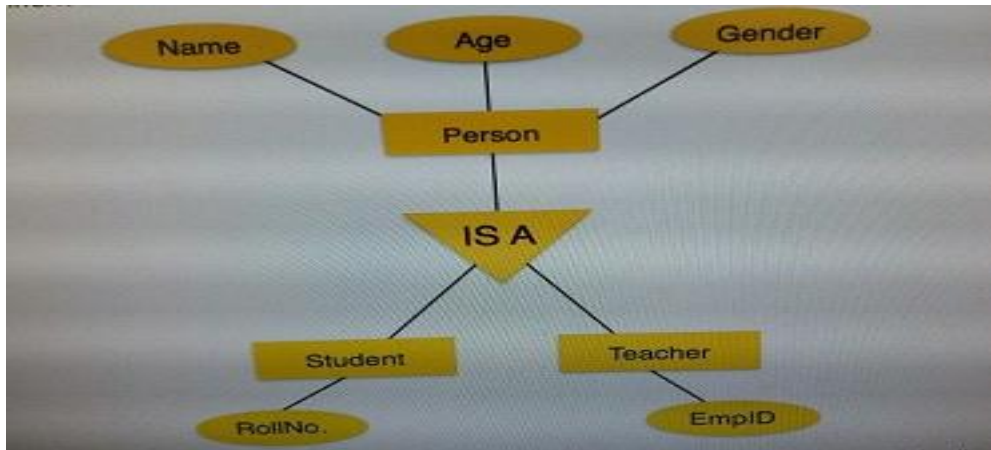 Name
Age
Gender
Person
IS A
Student
Teacher
RollNo.
EmpID